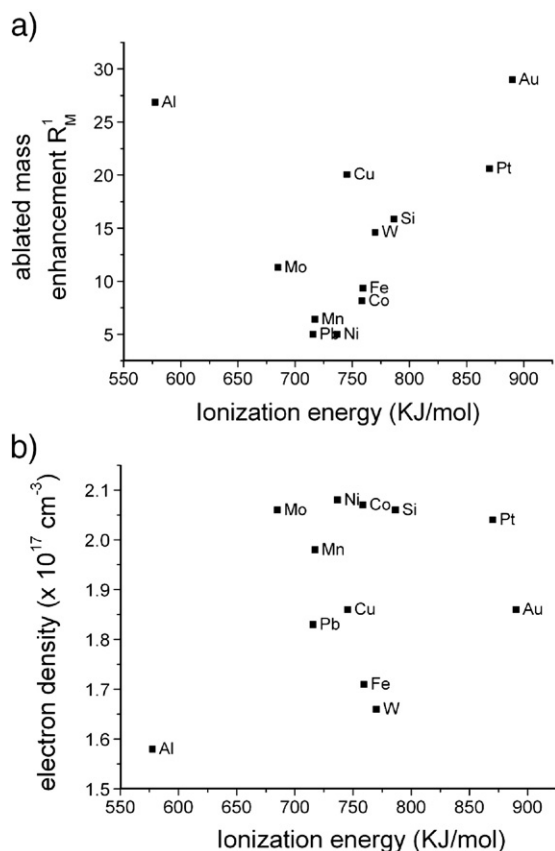 a)
ablated mass
enhancement R¹_M
30
25
20
15
10
5
Al
Au
Cu
Pt
Si
W
Mo
Fe
Co
Mn
Pb
Ni
550 600 650 700 750 800 850 900
Ionization energy (KJ/mol)
b)
electron density (x 10¹⁷ cm⁻³)
2.1
2.0
1.9
1.8
1.7
1.6
1.5
Mo
Ni
Co
Si
Pt
Mn
Cu
Au
Pb
Fe
W
Al
550 600 650 700 750 800 850 900
Ionization energy (KJ/mol)